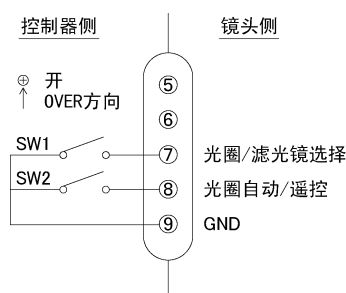 控制器侧
镜头侧
⊕ 开
OVER方向
⑤
⑥
SW1
⑦ 光圈/滤光镜选择
SW2
⑧ 光圈自动/遥控
⑨ GND